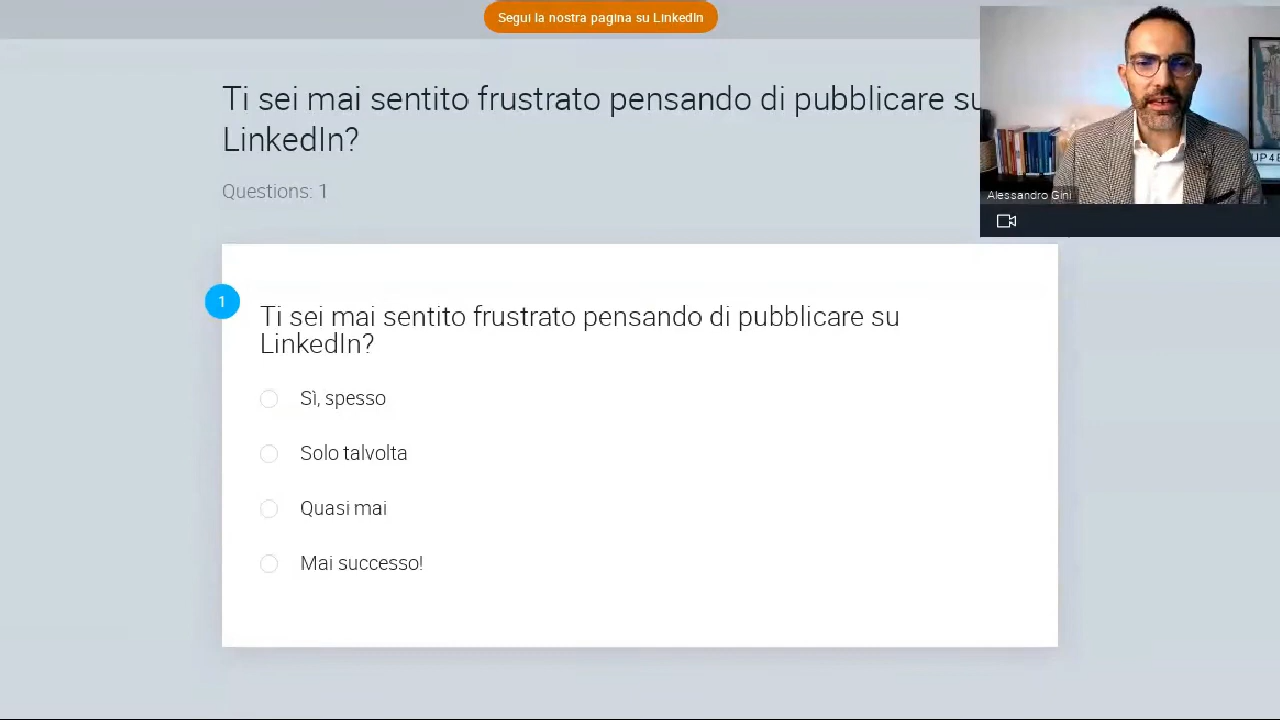 Segui la nostra pagina su LinkedIn
Ti sei mai sentito frustrato pensando di pubblicare su
LinkedIn?
Questions: 1
Alessandro Gini
UP4B
1
Ti sei mai sentito frustrato pensando di pubblicare su
LinkedIn?
Sì, spesso
Solo talvolta
Quasi mai
Mai successo!